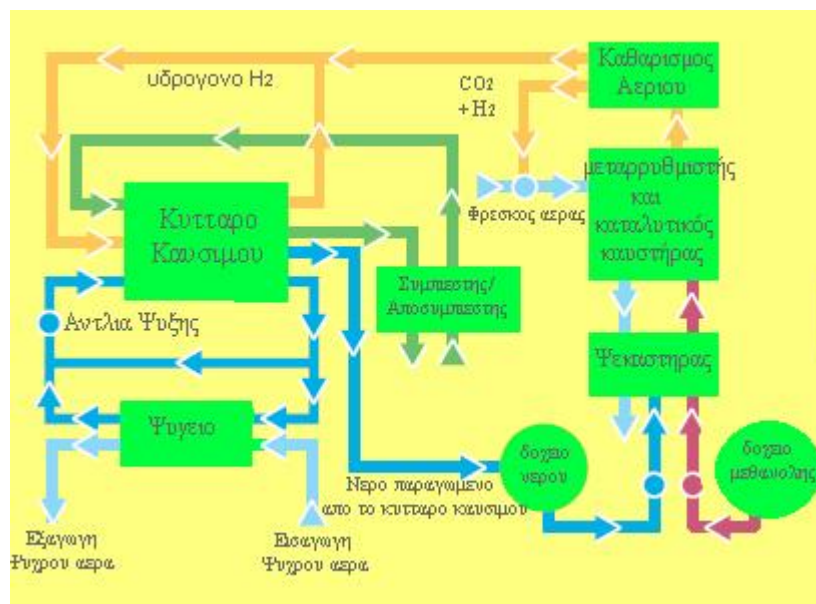 Καθαρισμος
Αεριου
υδρογονο H2
CO2
+H2
μεταρρυθμιστής
και
καταλυτικός
καυστήρας
Φρεσκος αερας
Κυτταρο
Καυσιμου
Συμπιεστης/
Αποσυμπιεστης
Αντλια Ψυξης
Ψεκαστηρας
Ψυγειο
δοχειο
νερου
δοχειο
μεθανολης
Νερο παραγωμενο
απο το κυτταρο καυσιμου
Εξαγωγη
Ψυχρου αερα
Εισαγωγη
Ψυχρου αερα